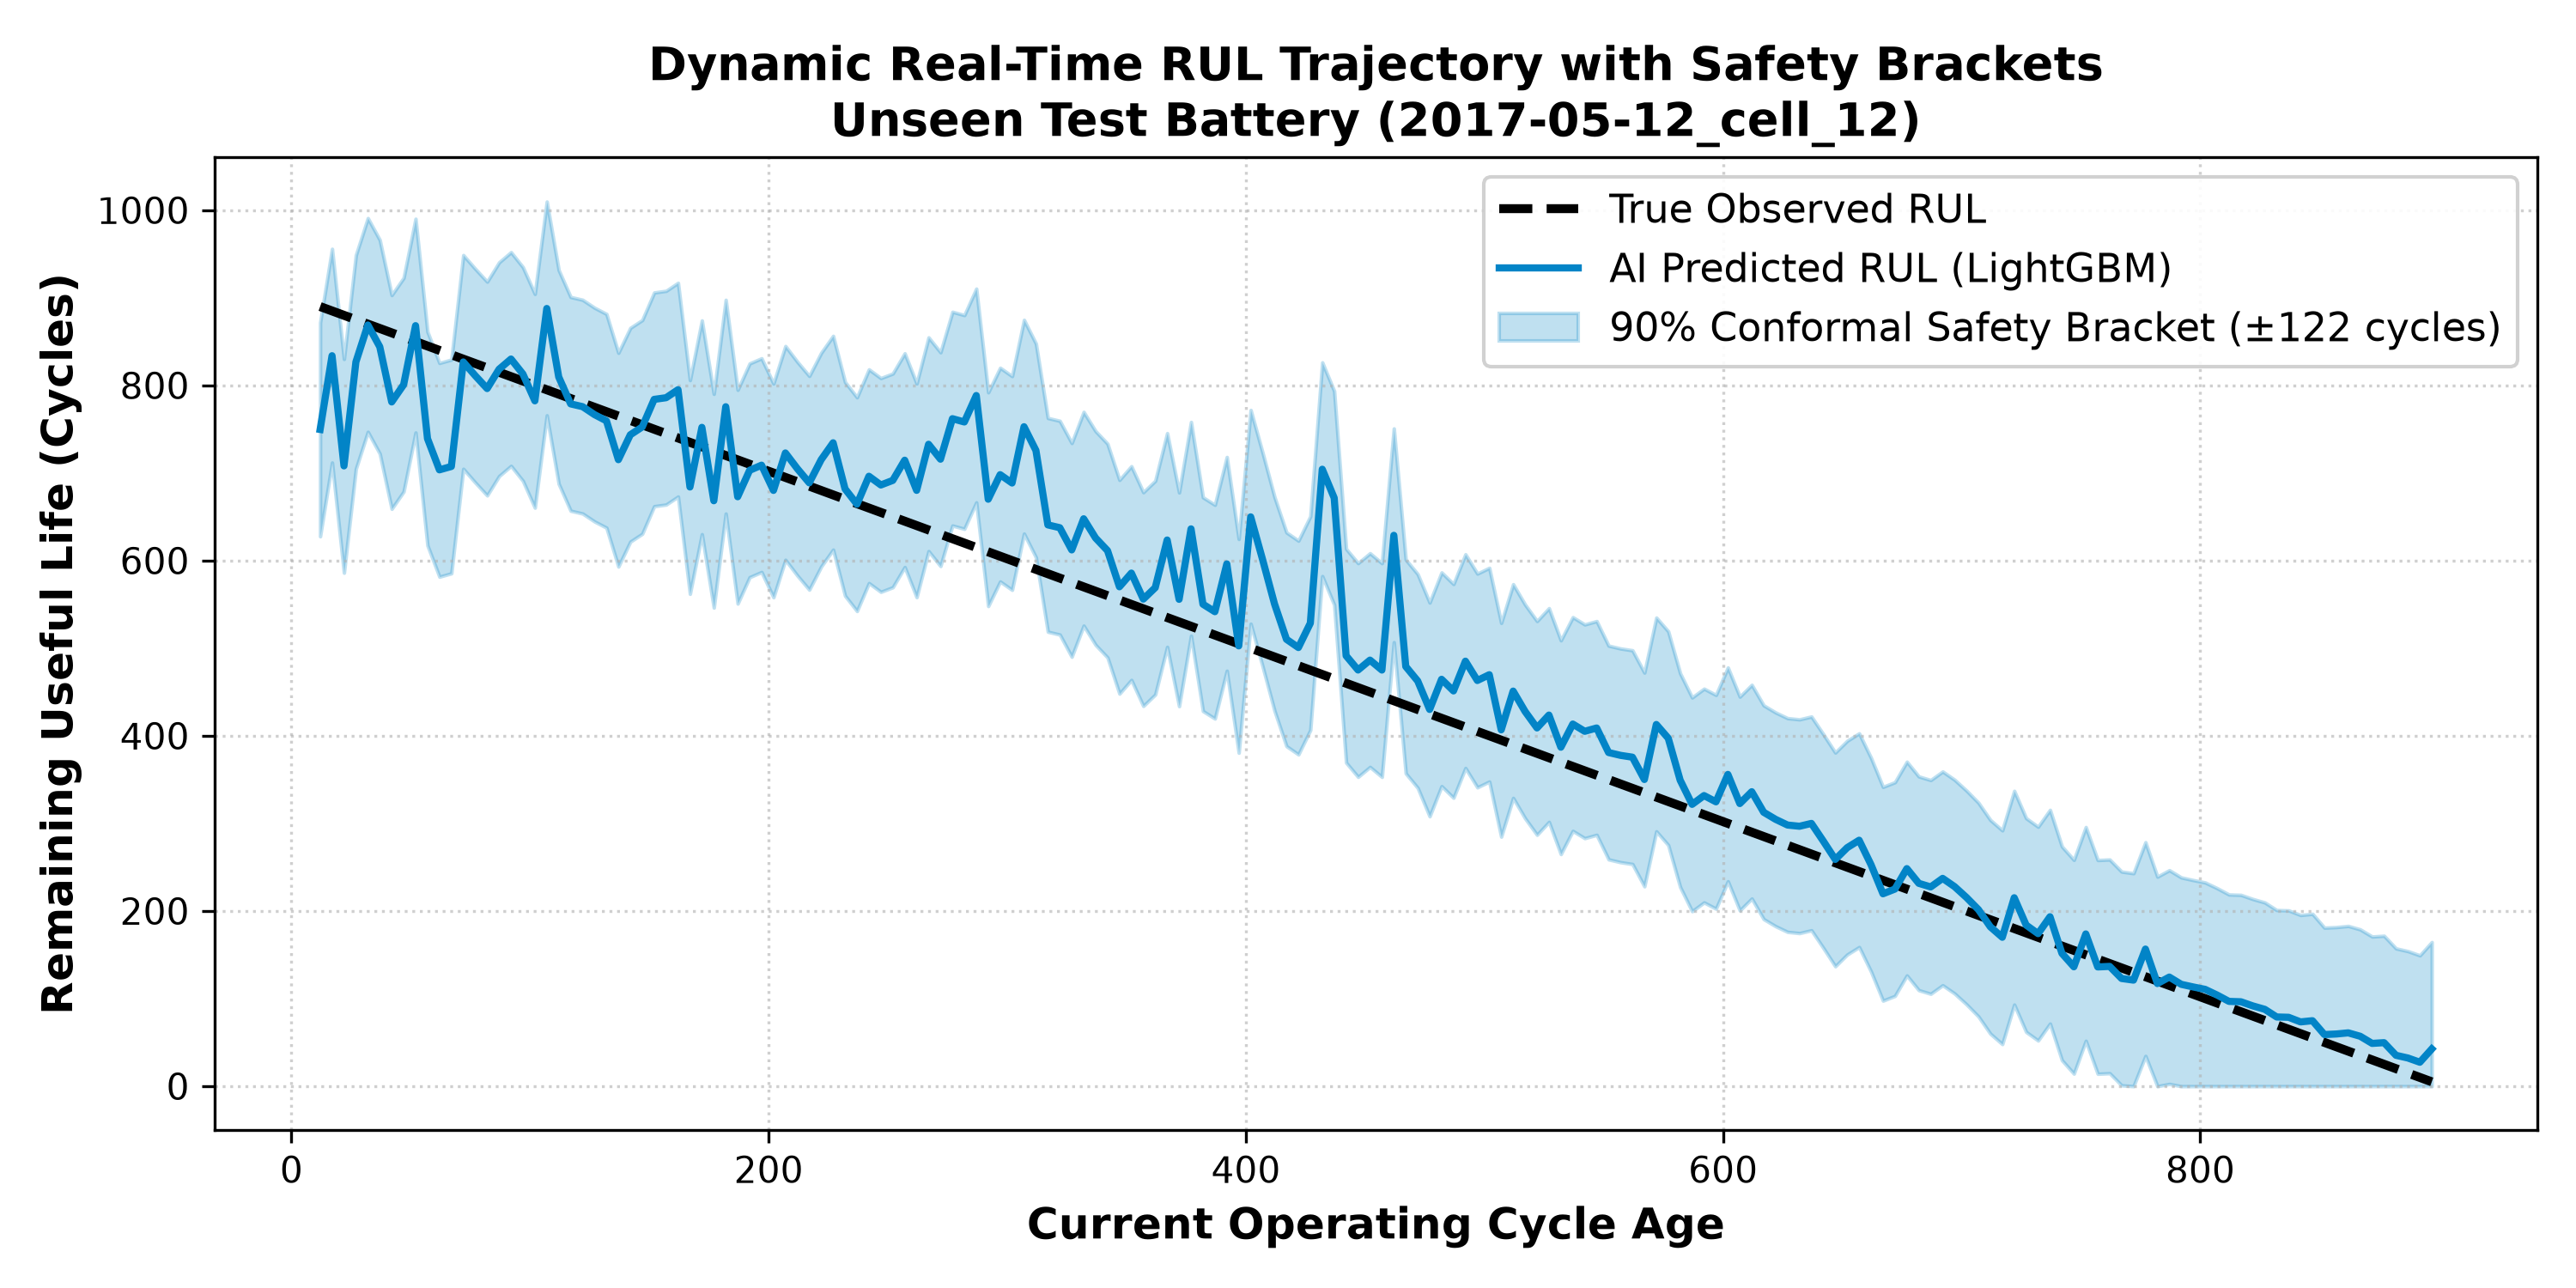 Dynamic Real-Time RUL Trajectory with Safety Brackets
Unseen Test Battery (2017-05-12_cell_12)
True Observed RUL
AI Predicted RUL (LightGBM)
90% Conformal Safety Bracket (±122 cycles)
Remaining Useful Life (Cycles)
1000
800
600
400
200
0
0 200 400 600 800
Current Operating Cycle Age